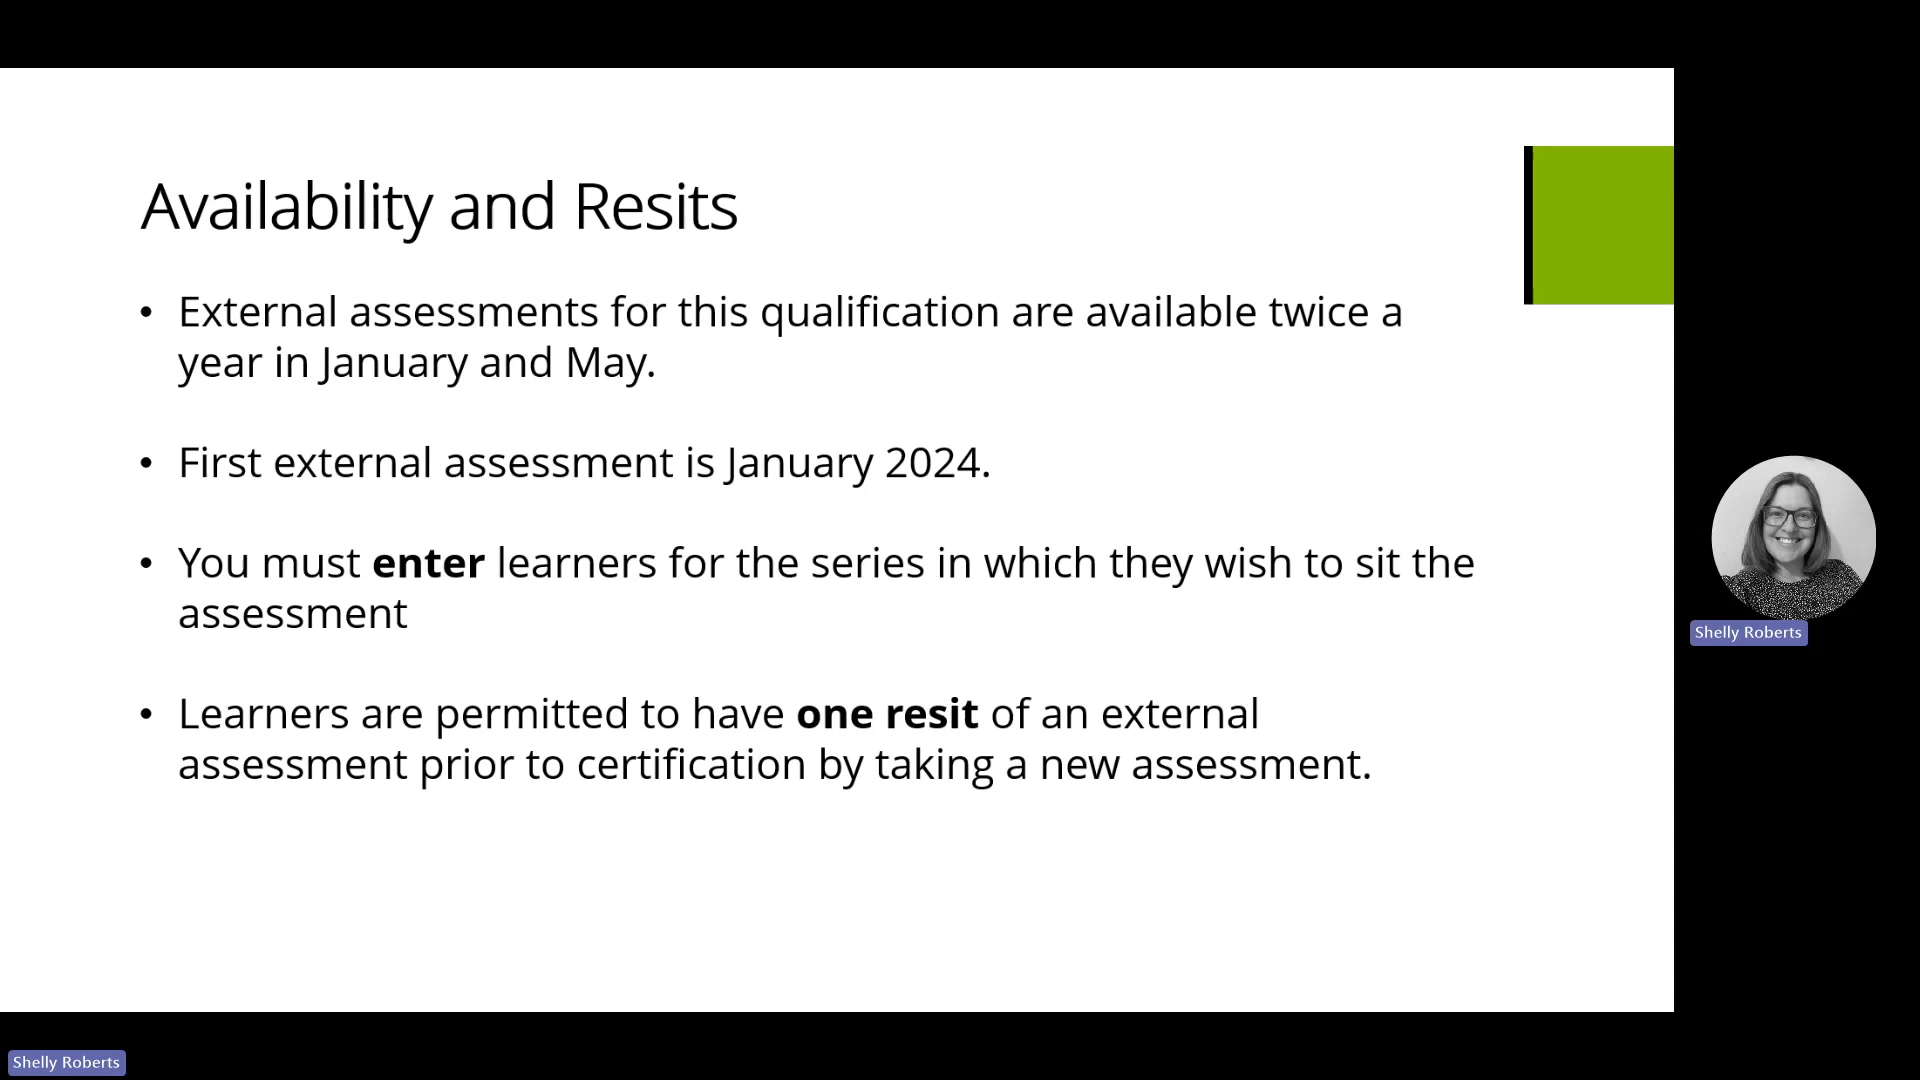 Availability and Resits
• External assessments for this qualification are available twice a
year in January and May.
• First external assessment is January 2024.
• You must enter learners for the series in which they wish to sit the
assessment
• Learners are permitted to have one resit of an external
assessment prior to certification by taking a new assessment.
Shelly Roberts
Shelly Roberts